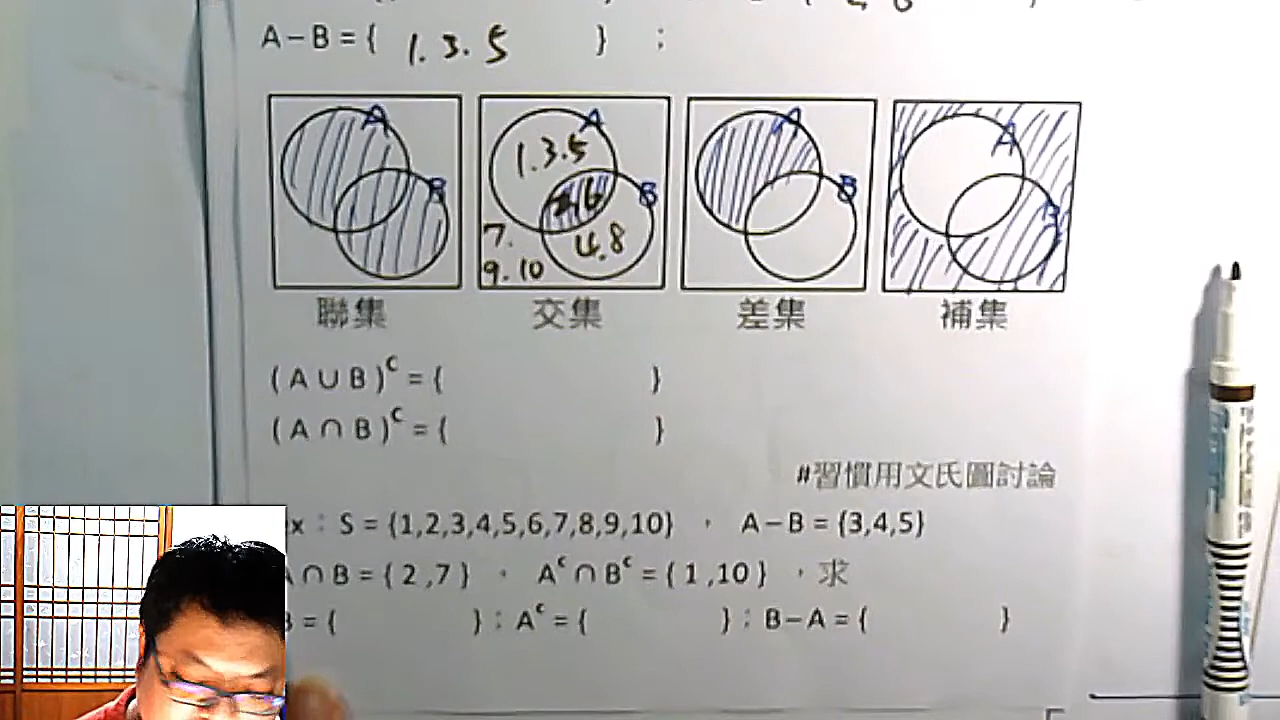 A－B＝{ 1.3.5 } ；
A A A A
1.3.5
B 2.6 B B B
7. 4.8
9.10
聯集 交集 差集 補集
(A∪B)ᶜ＝{ }
(A∩B)ᶜ＝{ }
#習慣用文氏圖討論
x：S＝{1,2,3,4,5,6,7,8,9,10} ， A－B＝{3,4,5}
∩B＝{2,7} ， Aᶜ∩Bᶜ＝{1,10} ，求
＝{ }；Aᶜ＝{ }；B－A＝{ }